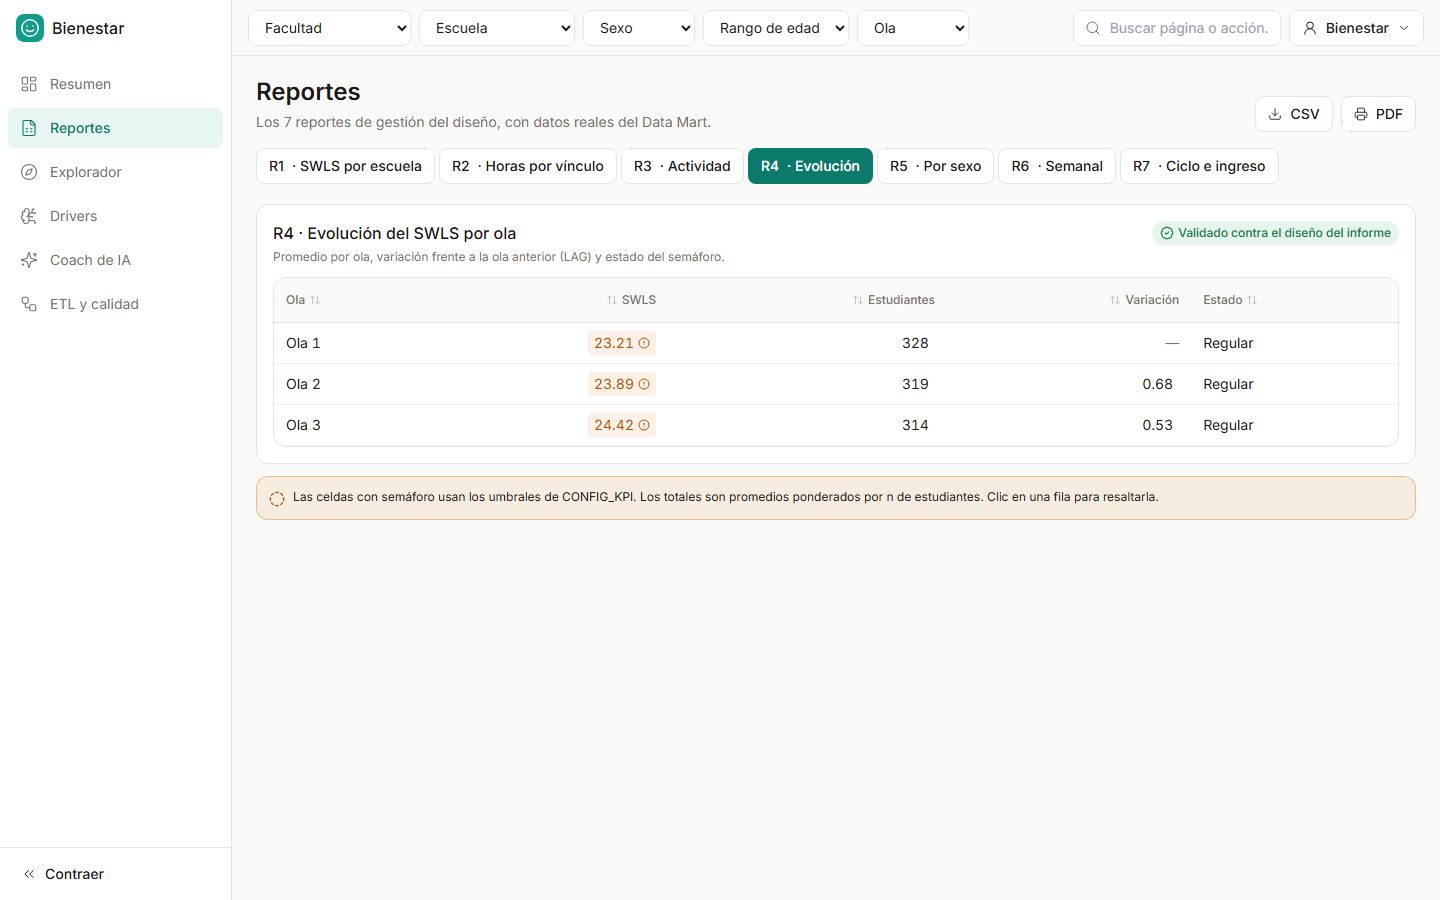 Bienestar
Facultad
Escuela
Sexo
Rango de edad
Ola
Buscar página o acción.
Bienestar
Resumen
Reportes
Explorador
Drivers
Coach de IA
ETL y calidad
Contraer
Reportes
Los 7 reportes de gestión del diseño, con datos reales del Data Mart.
CSV
PDF
R1 · SWLS por escuela
R2 · Horas por vínculo
R3 · Actividad
R4 · Evolución
R5 · Por sexo
R6 · Semanal
R7 · Ciclo e ingreso
R4 · Evolución del SWLS por ola
Validado contra el diseño del informe
Promedio por ola, variación frente a la ola anterior (LAG) y estado del semáforo.
Ola SWLS Estudiantes Variación Estado
Ola 1 23.21 328 — Regular
Ola 2 23.89 319 0.68 Regular
Ola 3 24.42 314 0.53 Regular
Las celdas con semáforo usan los umbrales de CONFIG_KPI. Los totales son promedios ponderados por n de estudiantes. Clic en una fila para resaltarla.